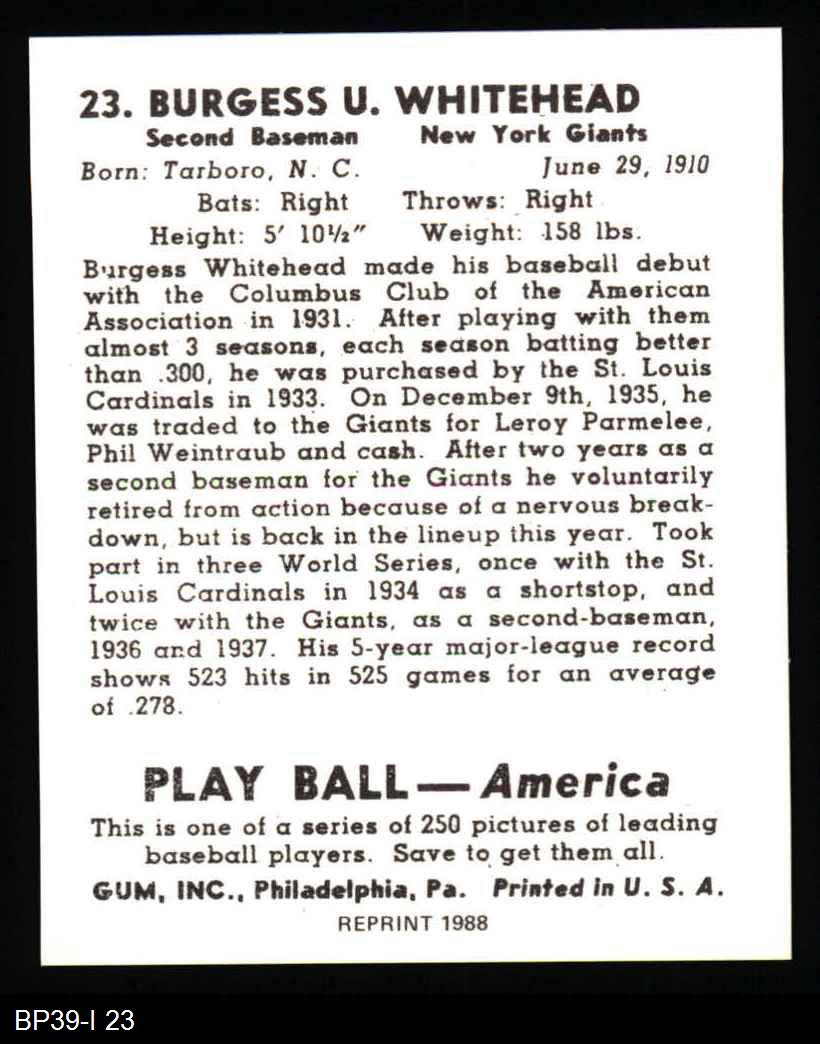 23. BURGESS U. WHITEHEAD
Second Baseman New York Giants
Born: Tarboro, N. C. June 29, 1910
Bats: Right Throws: Right
Height: 5' 10½" Weight: 158 lbs.
Burgess Whitehead made his baseball debut
with the Columbus Club of the American
Association in 1931. After playing with them
almost 3 seasons, each season batting better
than .300, he was purchased by the St. Louis
Cardinals in 1933. On December 9th, 1935, he
was traded to the Giants for Leroy Parmelee,
Phil Weintraub and cash. After two years as a
second baseman for the Giants he voluntarily
retired from action because of a nervous break-
down, but is back in the lineup this year. Took
part in three World Series, once with the St.
Louis Cardinals in 1934 as a shortstop, and
twice with the Giants, as a second-baseman,
1936 and 1937. His 5-year major-league record
shows 523 hits in 525 games for an average
of .278.
PLAY BALL—America
This is one of a series of 250 pictures of leading
baseball players. Save to get them all.
GUM, INC., Philadelphia, Pa. Printed in U. S. A.
REPRINT 1988
BP39-I 23